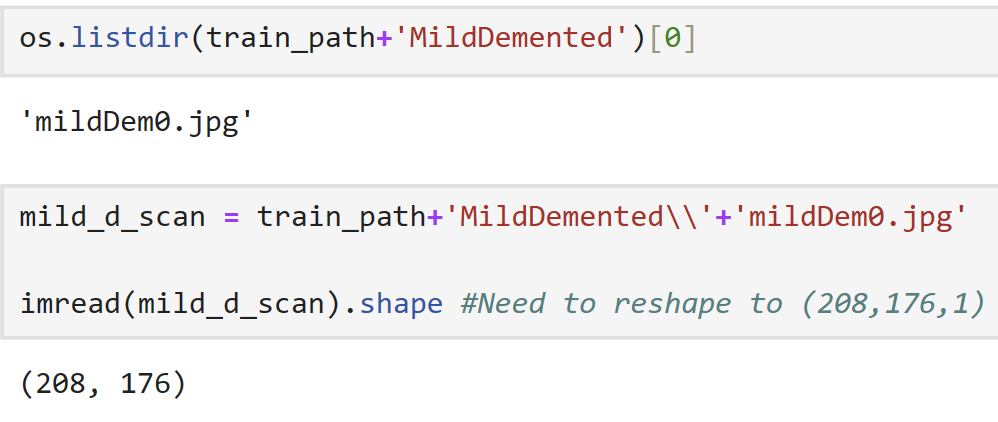 os.listdir(train_path+'MildDemented')[0]
'mildDem0.jpg'
mild_d_scan = train_path+'MildDemented\\'+'mildDem0.jpg'
imread(mild_d_scan).shape #Need to reshape to (208,176,1)
(208, 176)